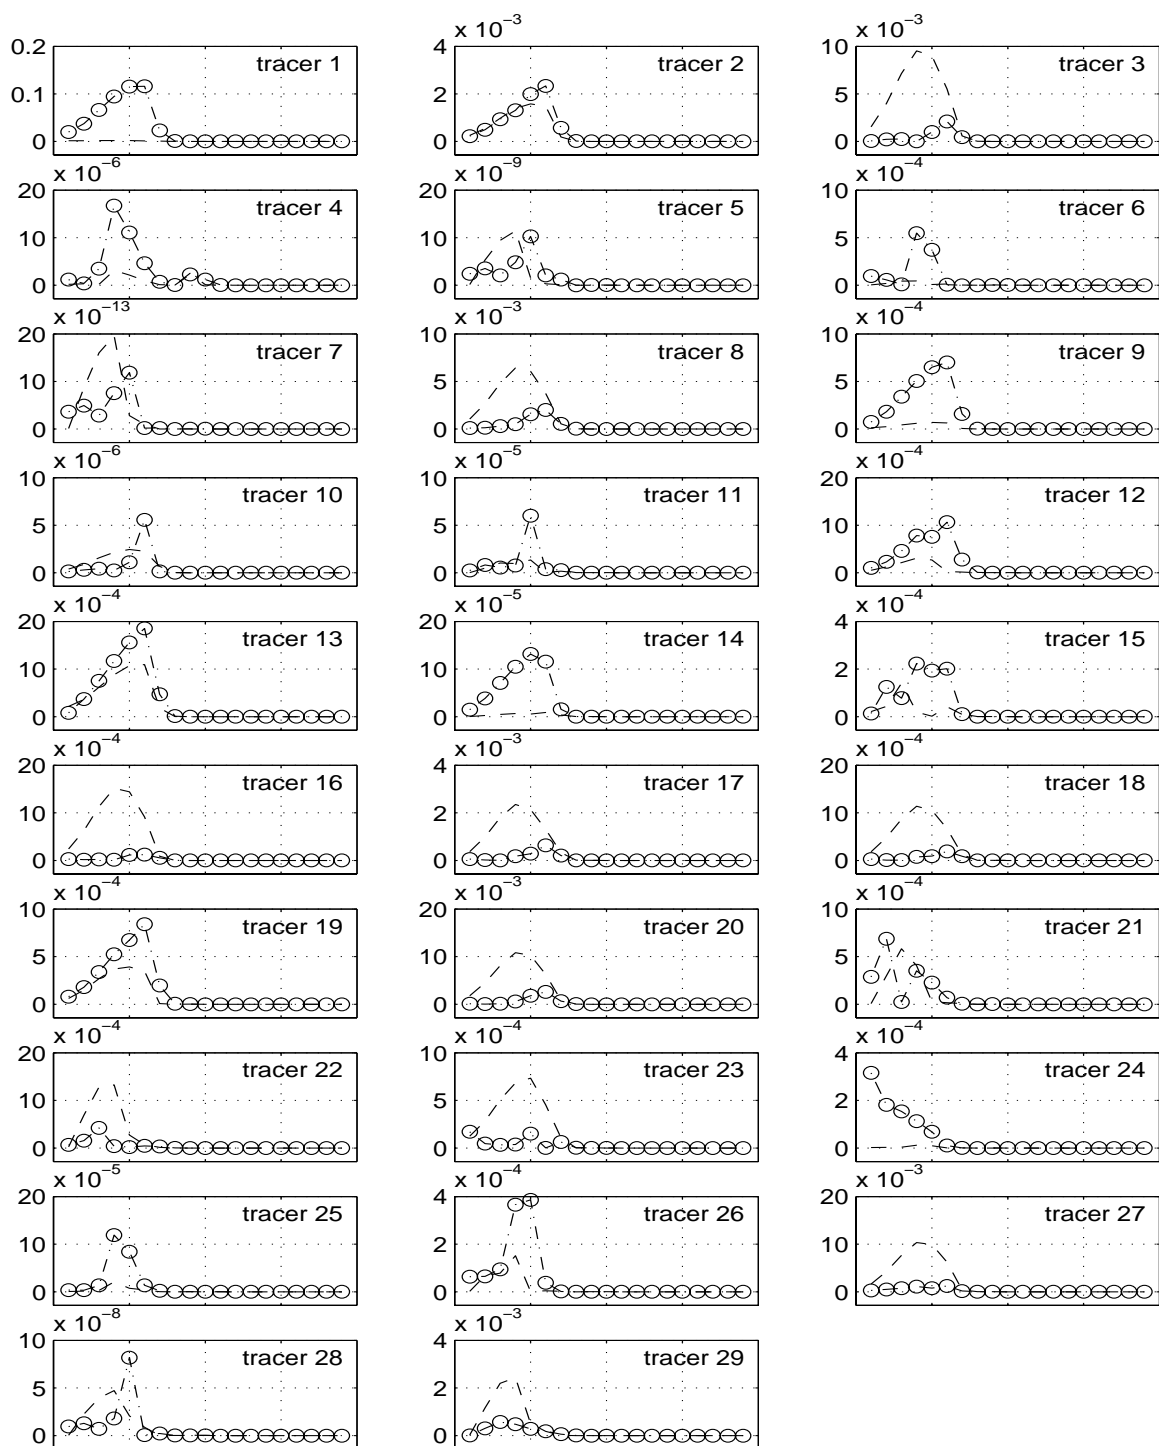 x 10⁻³ x 10⁻³
0.2 tracer 1 4 tracer 2 10 tracer 3
0.1 2 5
0 0 0
x 10⁻⁶ x 10⁻⁹ x 10⁻⁴
20 tracer 4 20 tracer 5 10 tracer 6
10 10 5
0 0 0
x 10⁻¹³ x 10⁻³ x 10⁻⁴
20 tracer 7 10 tracer 8 10 tracer 9
10 5 5
0 0 0
x 10⁻⁶ x 10⁻⁵ x 10⁻⁴
10 tracer 10 10 tracer 11 20 tracer 12
5 5 10
0 0 0
x 10⁻⁴ x 10⁻⁵ x 10⁻⁴
20 tracer 13 20 tracer 14 4 tracer 15
10 10 2
0 0 0
x 10⁻⁴ x 10⁻³ x 10⁻⁴
20 tracer 16 4 tracer 17 20 tracer 18
10 2 10
0 0 0
x 10⁻⁴ x 10⁻³ x 10⁻⁴
10 tracer 19 20 tracer 20 10 tracer 21
5 10 5
0 0 0
x 10⁻⁴ x 10⁻⁴ x 10⁻⁴
20 tracer 22 10 tracer 23 4 tracer 24
10 5 2
0 0 0
x 10⁻⁵ x 10⁻⁴ x 10⁻³
20 tracer 25 4 tracer 26 20 tracer 27
10 2 10
0 0 0
x 10⁻⁸ x 10⁻³
10 tracer 28 4 tracer 29
5 2
0 0